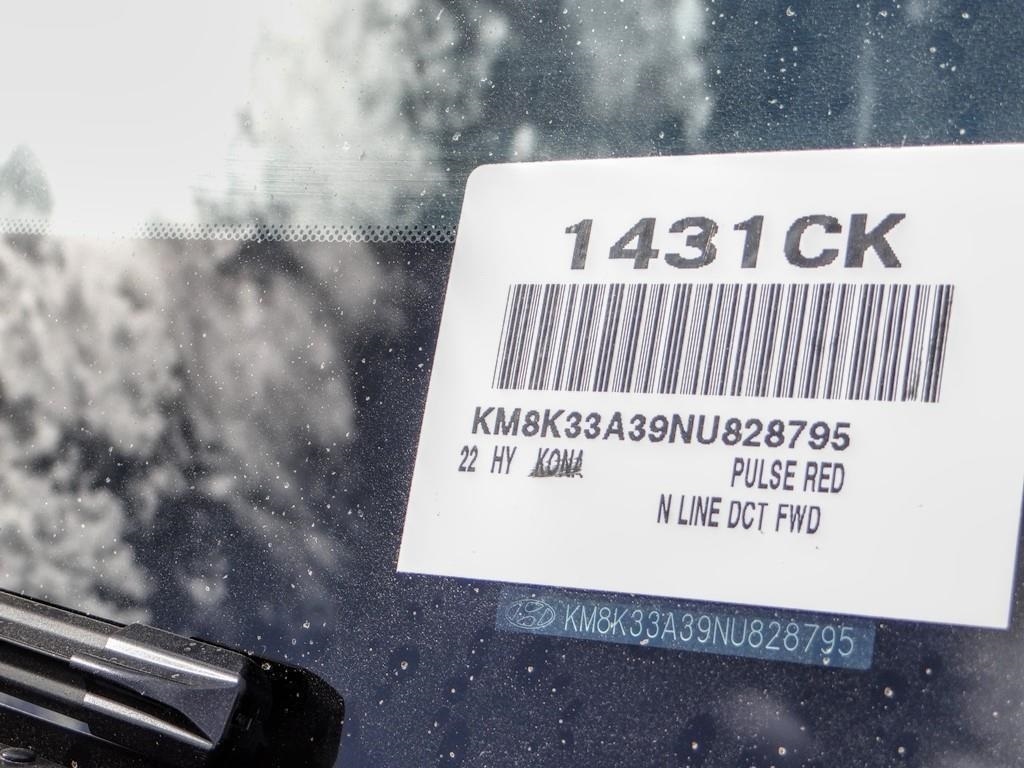 1431CK
KM8K33A39NU828795
22 HY KONA PULSE RED
N LINE DCT FWD
KM8K33A39NU828795